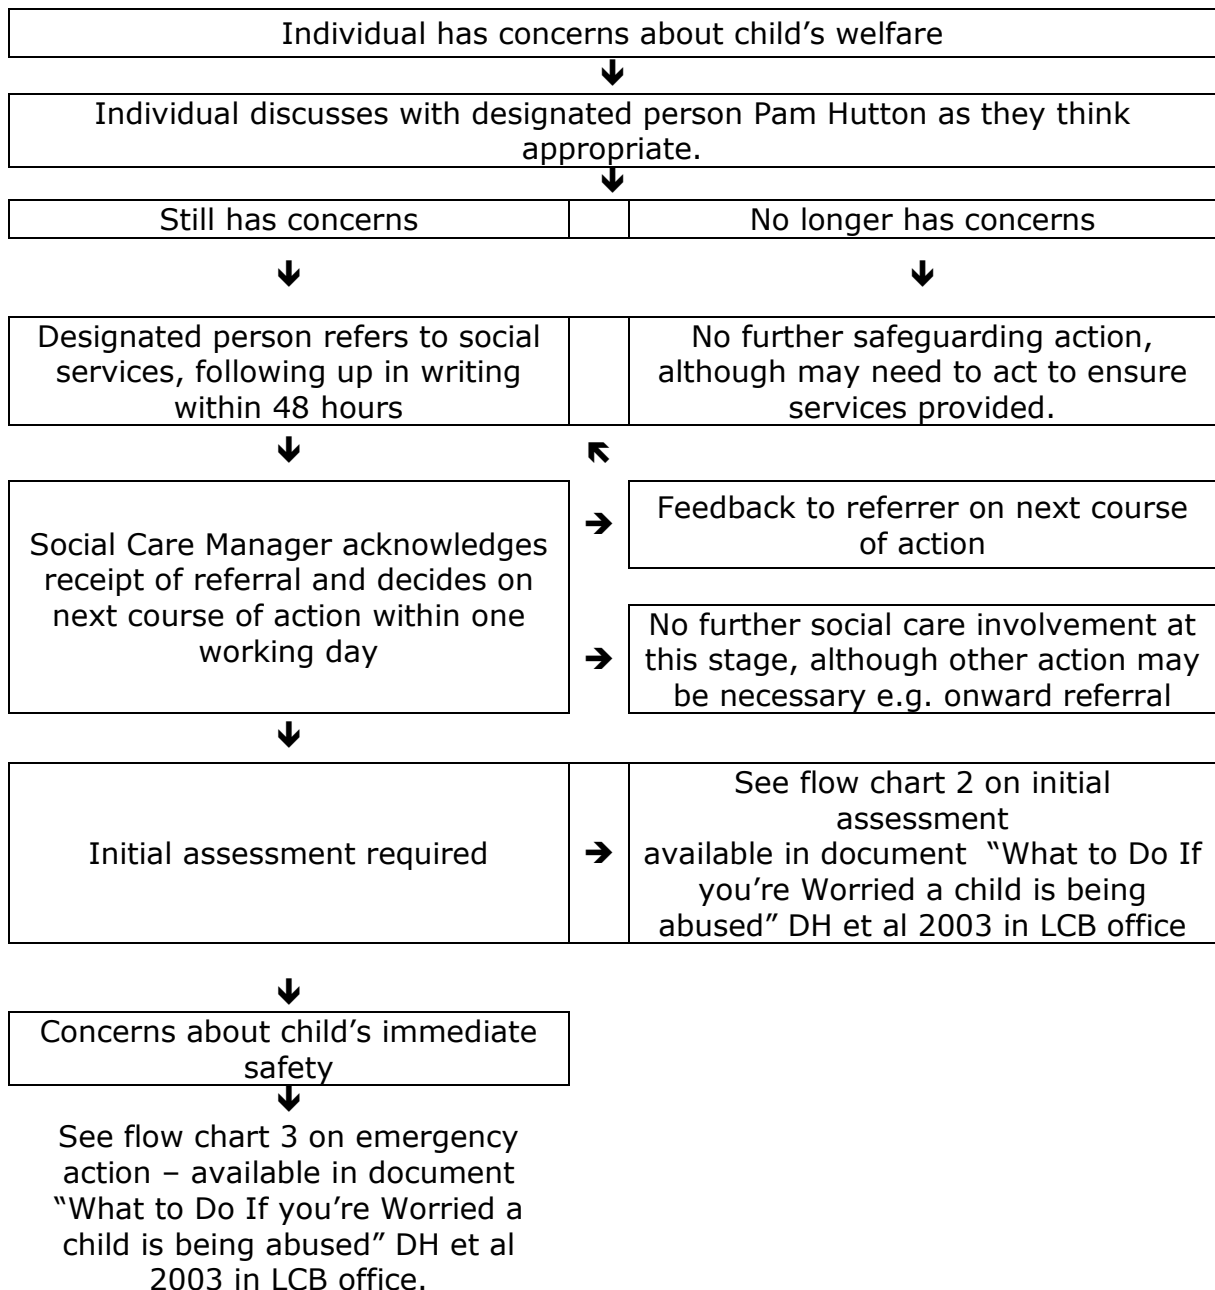 Individual has concerns about child’s welfare
Individual discusses with designated person Pam Hutton as they think
appropriate.
Still has concerns
No longer has concerns
Designated person refers to social
services, following up in writing
within 48 hours
No further safeguarding action,
although may need to act to ensure
services provided.
Social Care Manager acknowledges
receipt of referral and decides on
next course of action within one
working day
Feedback to referrer on next course
of action
No further social care involvement at
this stage, although other action may
be necessary e.g. onward referral
Initial assessment required
See flow chart 2 on initial
assessment
available in document “What to Do If
you’re Worried a child is being
abused” DH et al 2003 in LCB office
Concerns about child’s immediate
safety
See flow chart 3 on emergency
action – available in document
“What to Do If you’re Worried a
child is being abused” DH et al
2003 in LCB office.